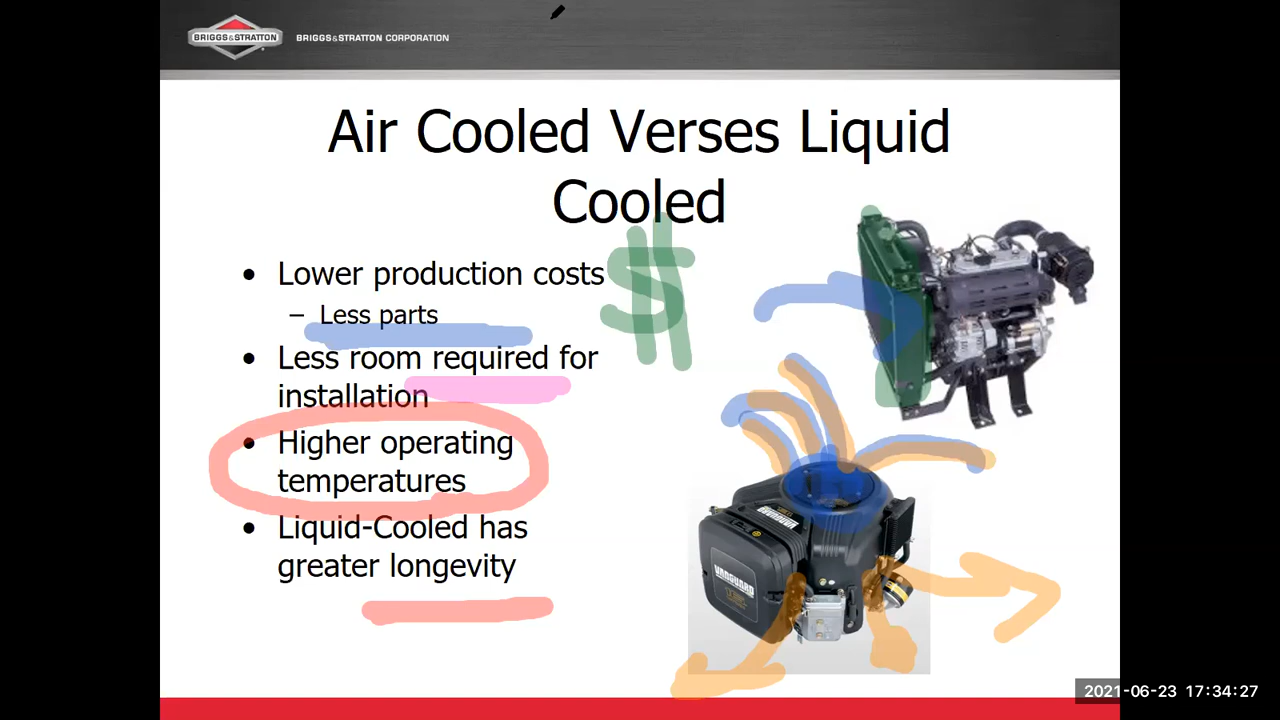 BRIGGS&STRATTON
BRIGGS&STRATTON CORPORATION
Air Cooled Verses Liquid
Cooled
• Lower production costs
– Less parts
• Less room required for
installation
• Higher operating
temperatures
• Liquid-Cooled has
greater longevity
$
VANGUARD
2021-06-23 17:34:27